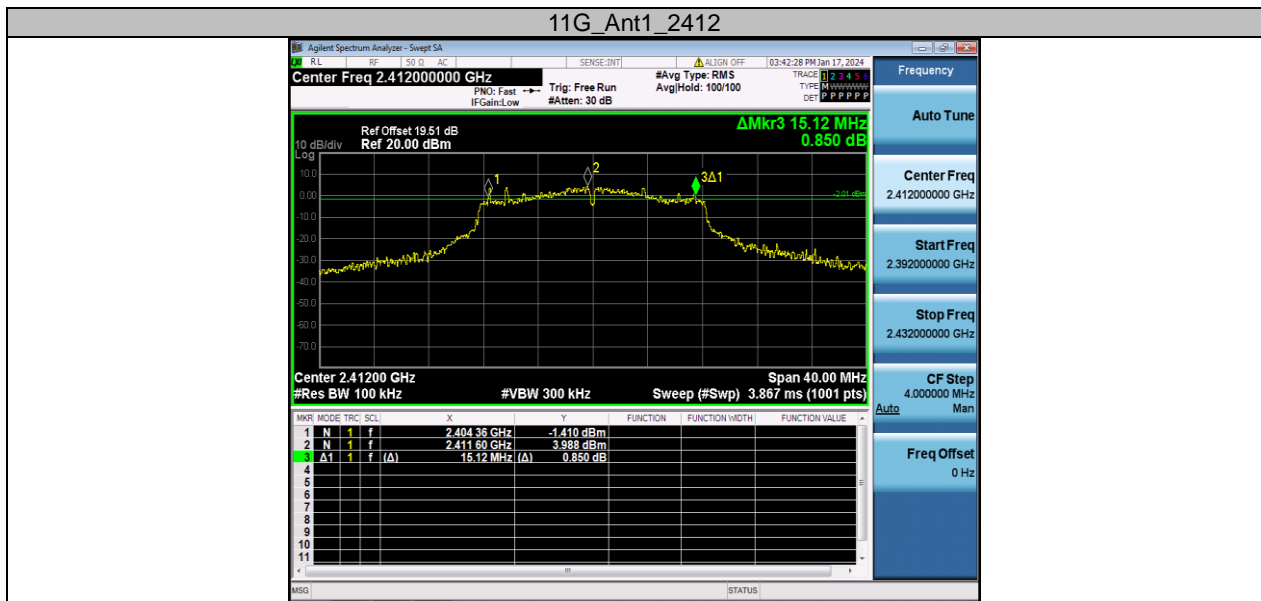 11G_Ant1_2412
Agilent Spectrum Analyzer - Swept SA
RL RF 50 Ω AC SENSE:INT ALIGN OFF 03:42:28 PM Jan 17, 2024
Center Freq 2.412000000 GHz #Avg Type: RMS TRACE 1 2 3 4 5 6
PNO: Fast Trig: Free Run Avg|Hold: 100/100 TYPE M WWWWW
IFGain:Low #Atten: 30 dB DET P P P P P P
ΔMkr3 15.12 MHz
0.850 dB
Ref Offset 19.51 dB
10 dB/div Ref 20.00 dBm
Log
10.0
0.00
-10.0
-20.0
-30.0
-40.0
-50.0
-60.0
-70.0
1
2
3Δ1
-2.01 dBm
Center 2.41200 GHz Span 40.00 MHz
#Res BW 100 kHz #VBW 300 kHz Sweep (#Swp) 3.867 ms (1001 pts)
MKR MODE TRC SCL X Y FUNCTION FUNCTION WIDTH FUNCTION VALUE
1 N 1 f 2.404 36 GHz -1.410 dBm
2 N 1 f 2.411 60 GHz 3.988 dBm
3 Δ1 1 f (Δ) 15.12 MHz (Δ) 0.850 dB
4
5
6
7
8
9
10
11
MSG STATUS
Frequency
Auto Tune
Center Freq
2.412000000 GHz
Start Freq
2.392000000 GHz
Stop Freq
2.432000000 GHz
CF Step
4.000000 MHz
Auto Man
Freq Offset
0 Hz